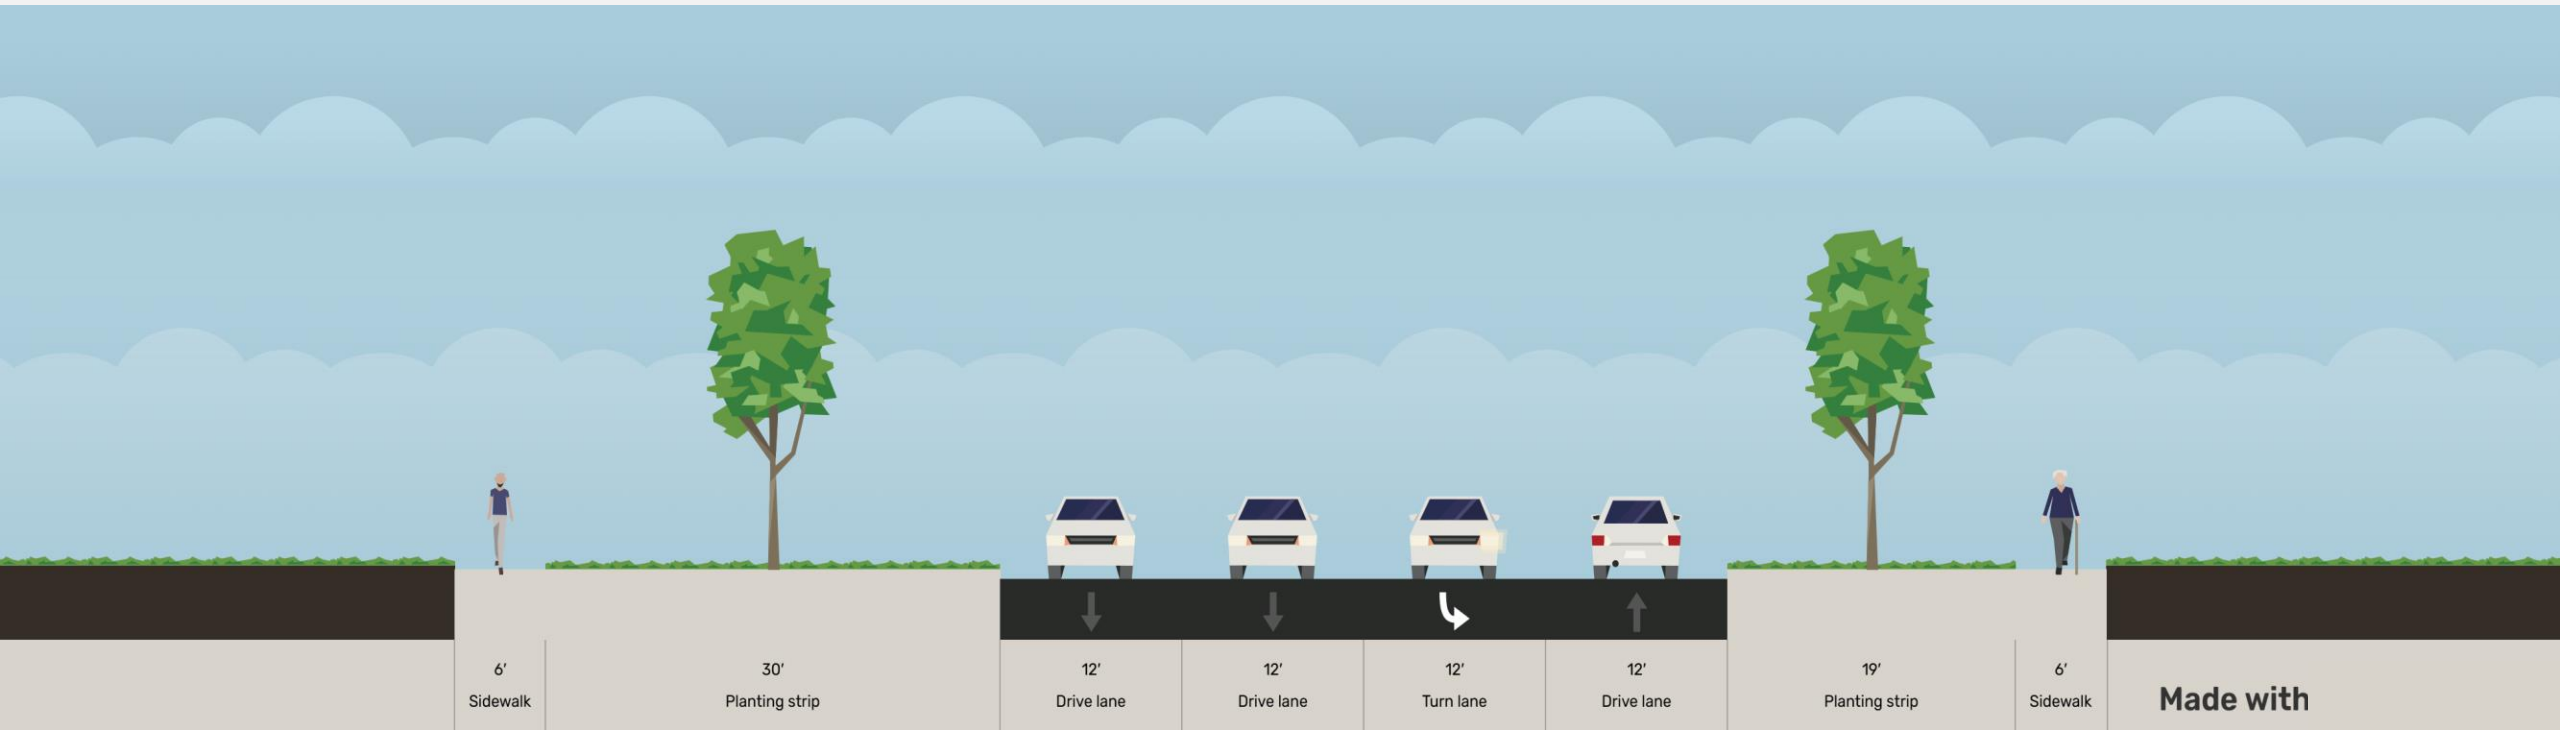 6′
Sidewalk
30′
Planting strip
12′
Drive lane
12′
Drive lane
12′
Turn lane
12′
Drive lane
19′
Planting strip
6′
Sidewalk
Made with